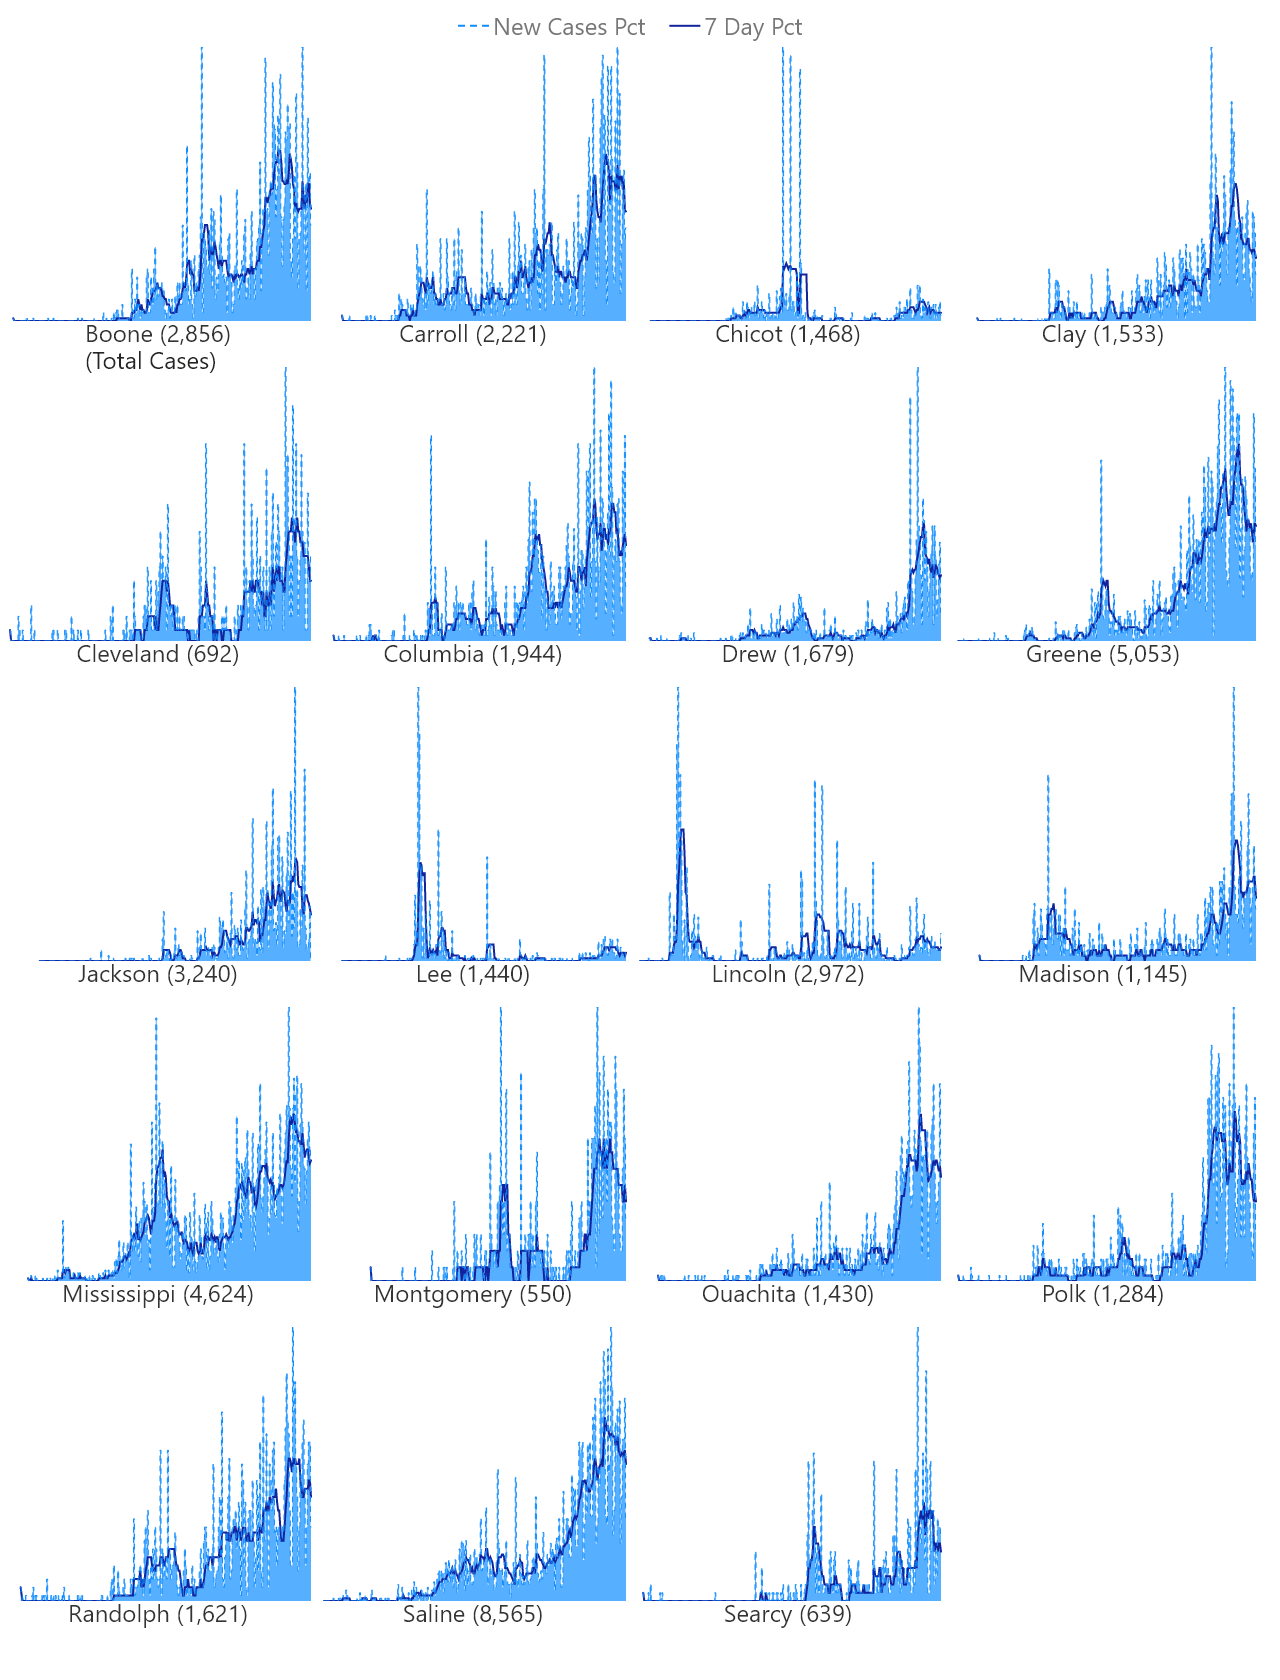 New Cases Pct 7 Day Pct
Boone (2,856) Carroll (2,221) Chicot (1,468) Clay (1,533)
(Total Cases)
Cleveland (692) Columbia (1,944) Drew (1,679) Greene (5,053)
Jackson (3,240) Lee (1,440) Lincoln (2,972) Madison (1,145)
Mississippi (4,624) Montgomery (550) Ouachita (1,430) Polk (1,284)
Randolph (1,621) Saline (8,565) Searcy (639)